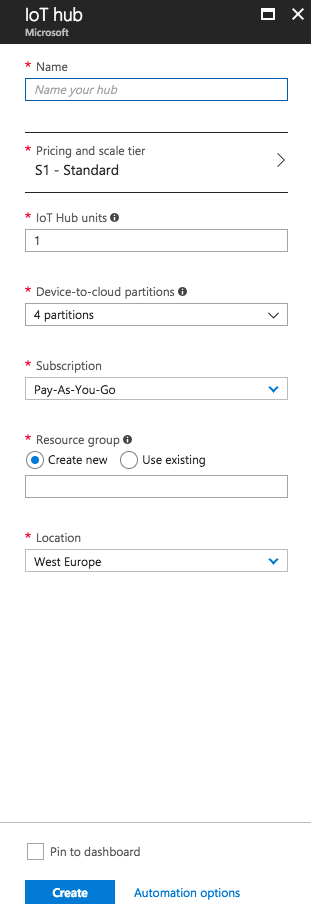 IoT hub
Microsoft
* Name
Name your hub
* Pricing and scale tier
S1 - Standard
* IoT Hub units
1
* Device-to-cloud partitions
4 partitions
* Subscription
Pay-As-You-Go
* Resource group
Create new Use existing
* Location
West Europe
Pin to dashboard
Create Automation options